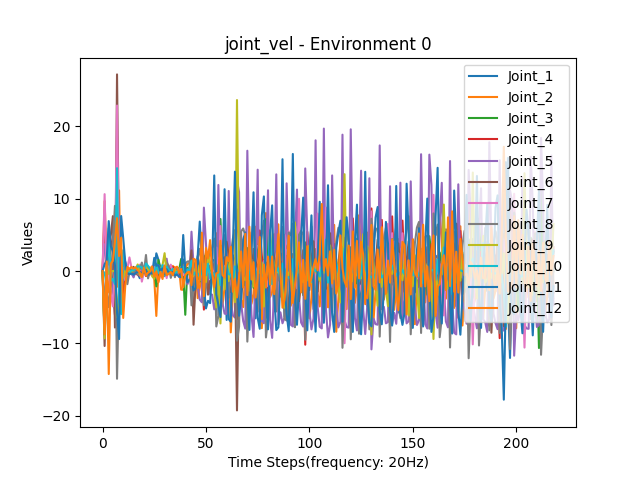 joint_vel - Environment 0
Values
20
10
0
−10
−20
0
50
100
150
200
Time Steps(frequency: 20Hz)
Joint_1
Joint_2
Joint_3
Joint_4
Joint_5
Joint_6
Joint_7
Joint_8
Joint_9
Joint_10
Joint_11
Joint_12